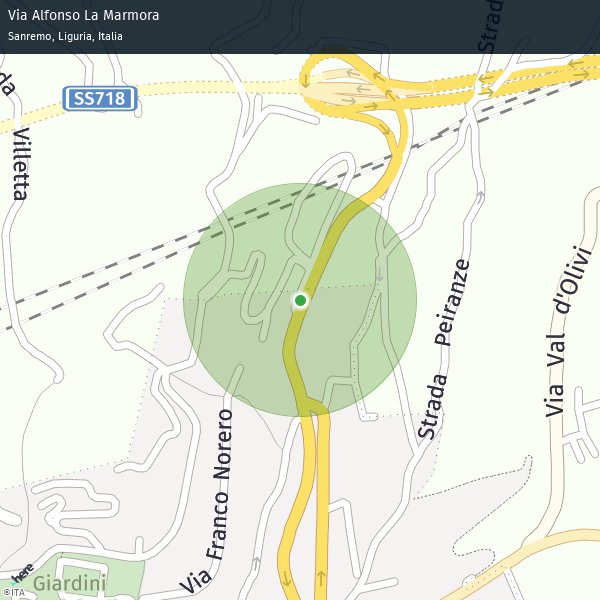 Via Alfonso La Marmora
Sanremo, Liguria, Italia
Strad
SS718
da Villetta
Via Val d'Olivi
Strada Peiranze
Via Franco Norero
Giardini
here
©ITA